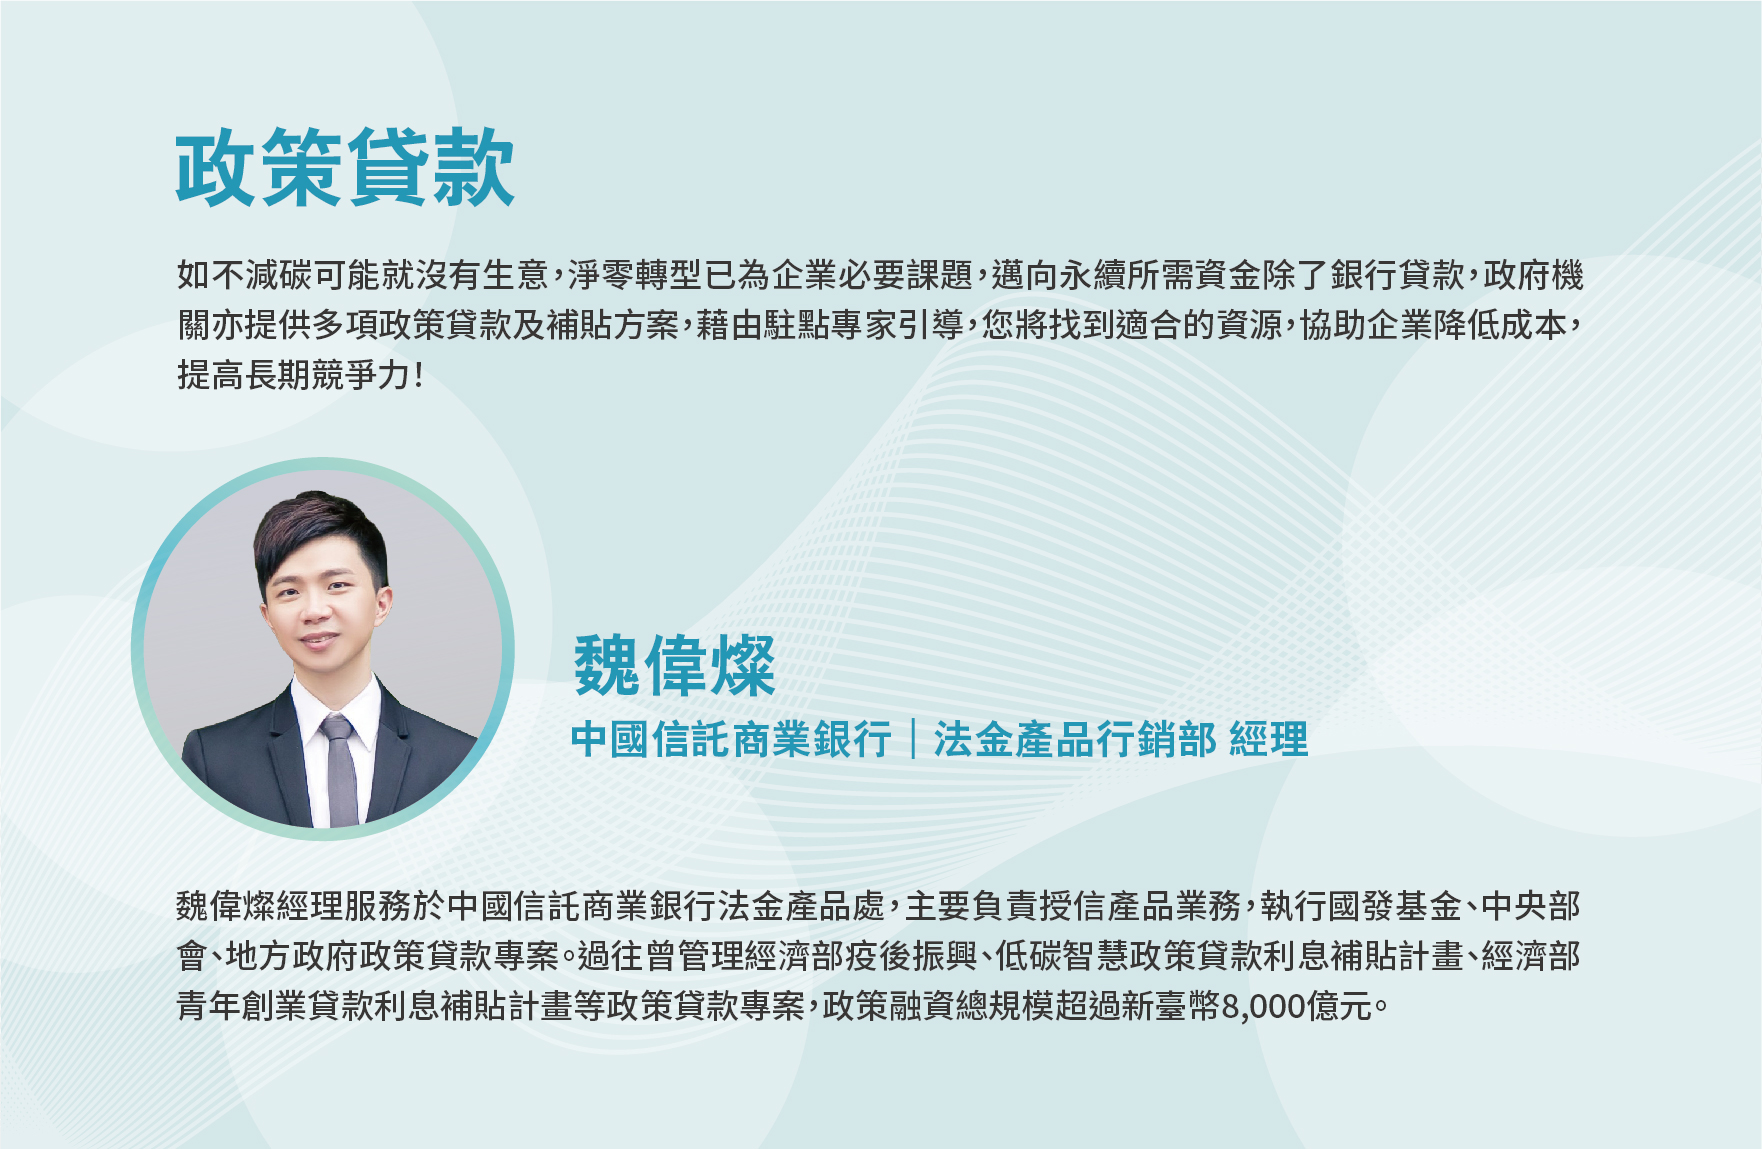 政策貸款
如不減碳可能就沒有生意，淨零轉型已為企業必要課題，邁向永續所需資金除了銀行貸款，政府機
關亦提供多項政策貸款及補貼方案，藉由駐點專家引導，您將找到適合的資源，協助企業降低成本，
提高長期競爭力！
魏偉燦
中國信託商業銀行｜法金產品行銷部 經理
魏偉燦經理服務於中國信託商業銀行法金產品處，主要負責授信產品業務，執行國發基金、中央部
會、地方政府政策貸款專案。過往曾管理經濟部疫後振興、低碳智慧政策貸款利息補貼計畫、經濟部
青年創業貸款利息補貼計畫等政策貸款專案，政策融資總規模超過新臺幣8,000億元。